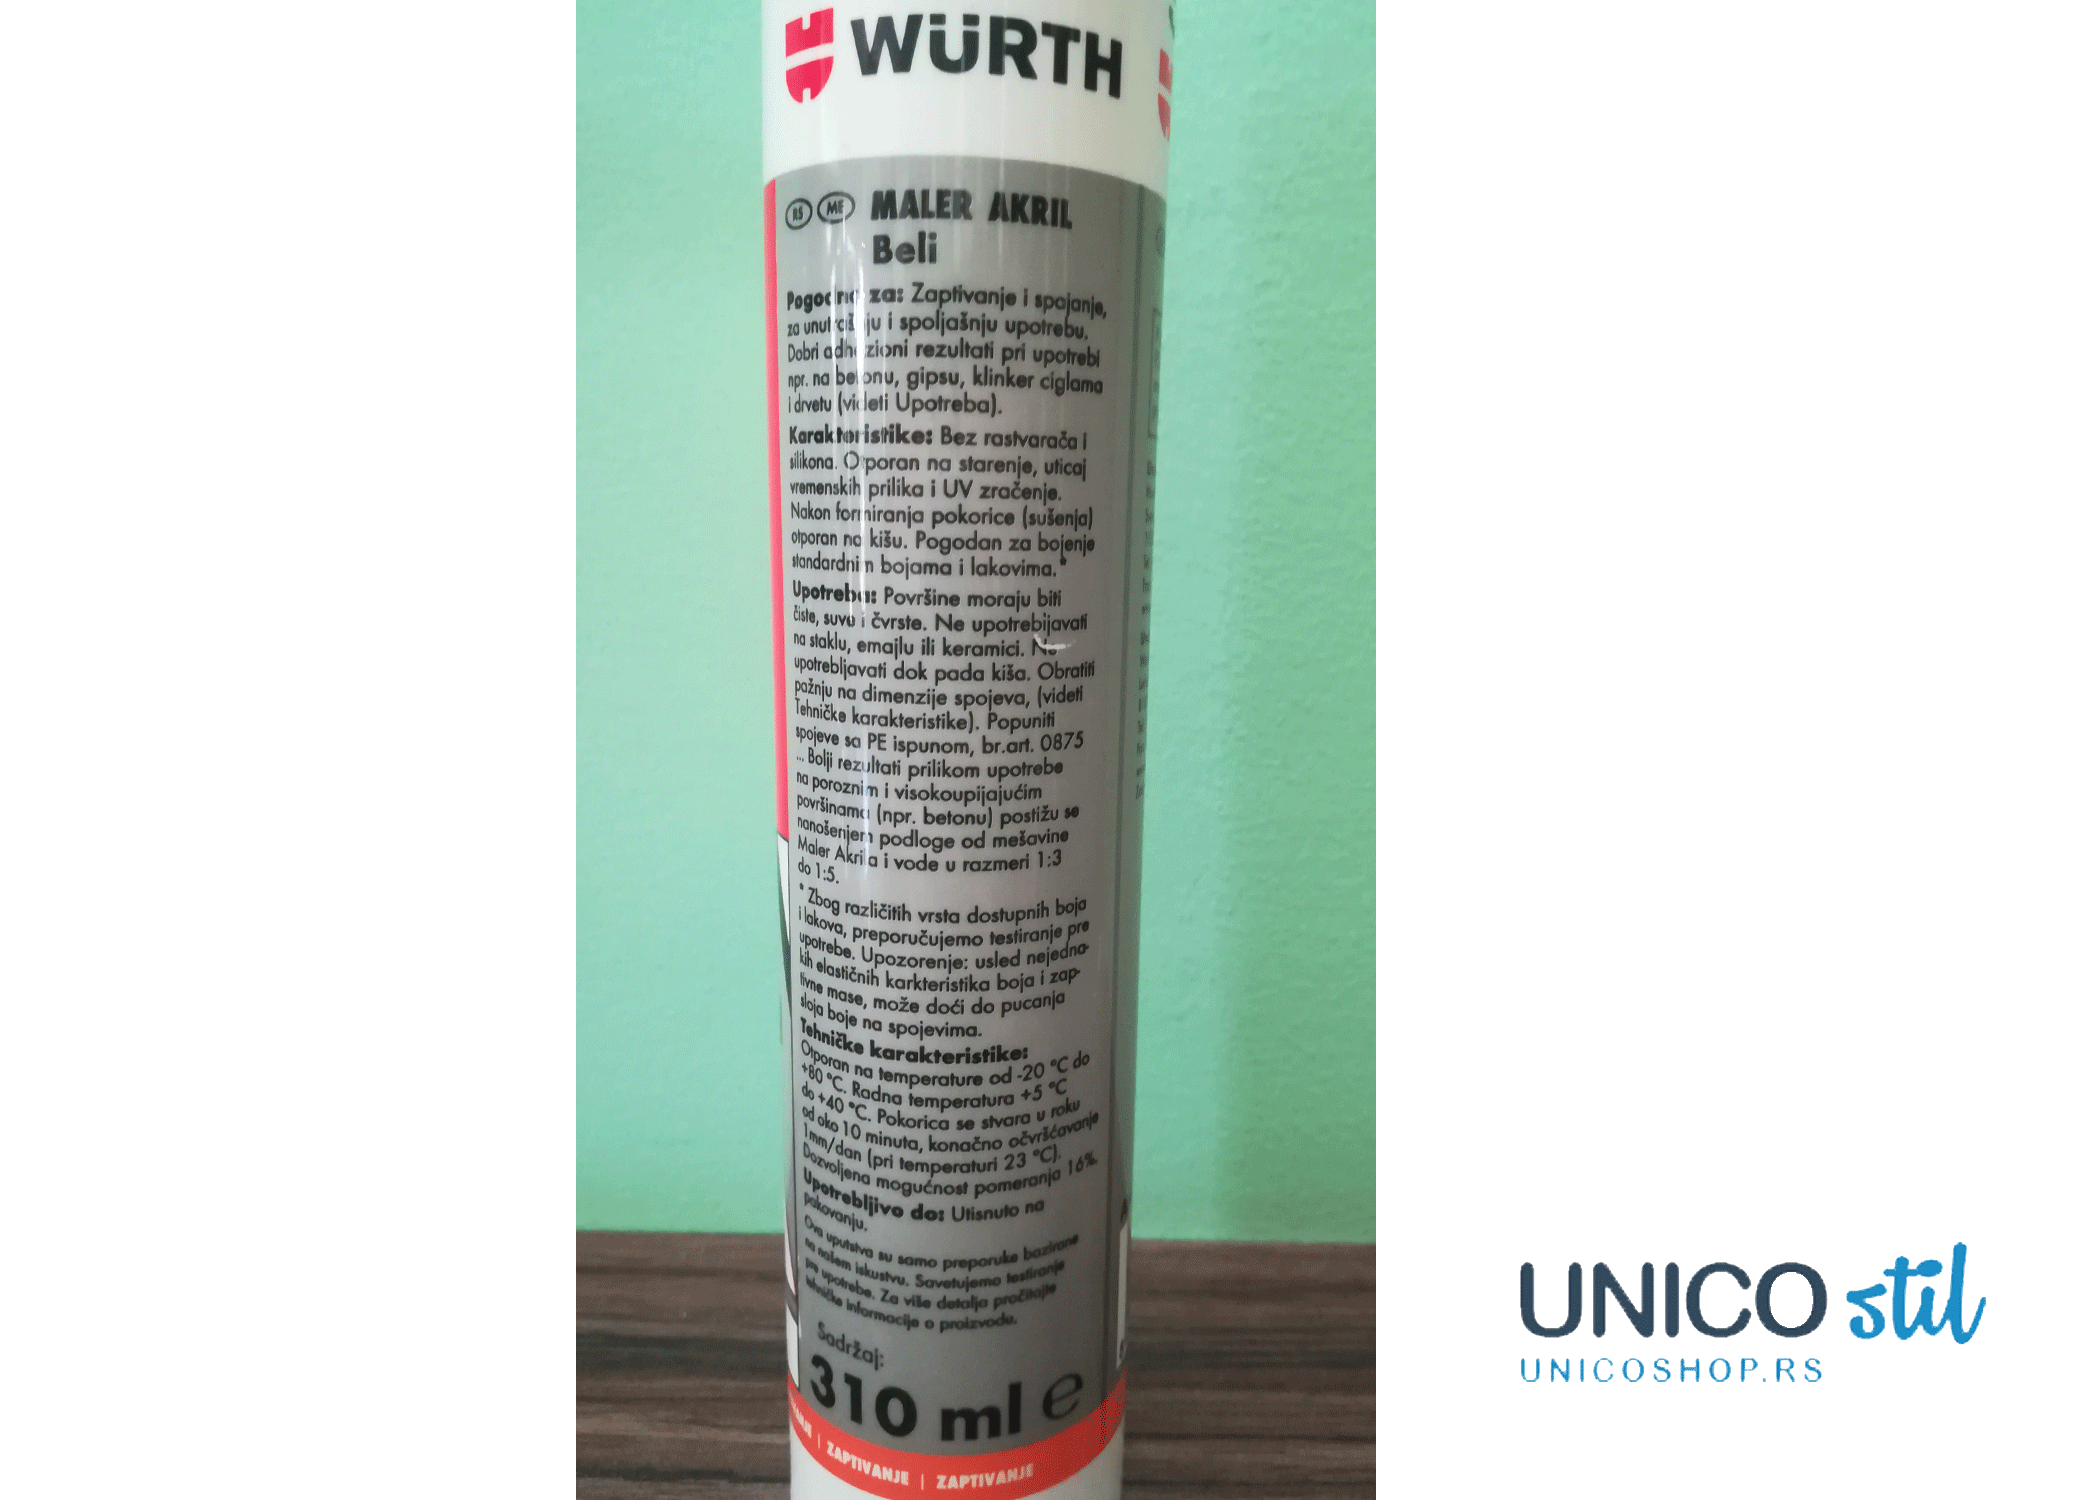 WÜRTH
RS ME MALER AKRIL
Beli
Pogodno za: Zaptivanje i spajanje,
za unutrašnju i spoljašnju upotrebu.
Dobri adhezioni rezultati pri upotrebi
npr. na betonu, gipsu, klinker ciglama
i drvetu (videti Upotreba).
Karakteristike: Bez rastvarača i
silikona. Otporan na starenje, uticaj
vremenskih prilika i UV zračenje.
Nakon formiranja pokorice (sušenja)
otporan na kišu. Pogodan za bojenje
standardnim bojama i lakovima.*
Upotreba: Površine moraju biti
čiste, suve i čvrste. Ne upotrebijavati
na staklu, emajlu ili keramici. Ne
upotrebljavati dok pada kiša. Obratiti
pažnju na dimenzije spojeva, (videti
Tehničke karakteristike). Popuniti
spojeve sa PE ispunom, br.art. 0875
... Bolji rezultati prilikom upotrebe
na poroznim i visokoupijajućim
površinama (npr. betonu) postižu se
nanošenjem podloge od mešavine
Maler Akrila i vode u razmeri 1:3
do 1:5.
* Zbog različitih vrsta dostupnih boja
i lakova, preporučujemo testiranje pre
upotrebe. Upozorenje: usled nejedna-
kih elastičnih karkteristika boja i zap-
tivne mase, može doći do pucanja
sloja boje na spojevima.
Tehničke karakteristike:
Otporan na temperature od -20 °C do
+80 °C. Radna temperatura +5 °C
do +40 °C. Pokorica se stvara u roku
od oko 10 minuta, konačno očvršćavanje
1mm/dan (pri temperaturi 23 °C).
Dozvoljena mogućnost pomeranja 16%.
Upotrebljivo do: Utisnuto na
pakovanju.
Ova uputstva su samo preporuke bazirane
na našem iskustvu. Savetujemo testiranje
pre upotrebe. Za više detalja pročitajte
tehničke informacije o proizvodu.
Sadržaj:
310 ml e
| ZAPTIVANJE | ZAPTIVANJE
UNICO stil
UNICOSHOP.RS